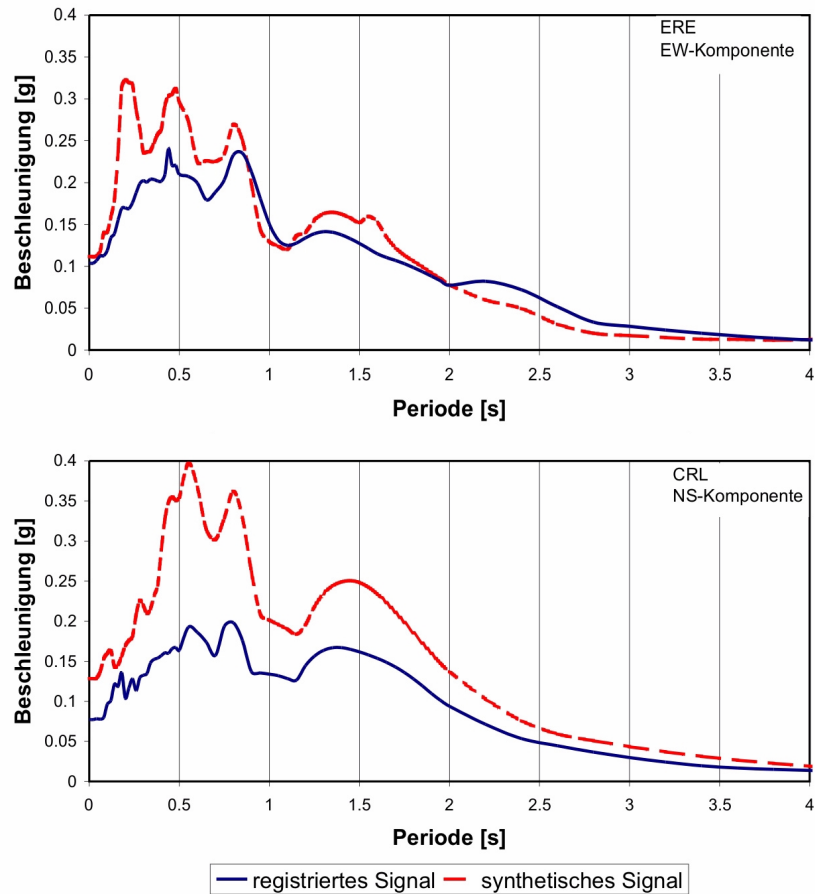 ERE
EW-Komponente
Beschleunigung [g]
0.4
0.35
0.3
0.25
0.2
0.15
0.1
0.05
0
0 0.5 1 1.5 2 2.5 3 3.5 4
Periode [s]
CRL
NS-Komponente
Beschleunigung [g]
0.4
0.35
0.3
0.25
0.2
0.15
0.1
0.05
0
0 0.5 1 1.5 2 2.5 3 3.5 4
Periode [s]
registriertes Signal synthetisches Signal